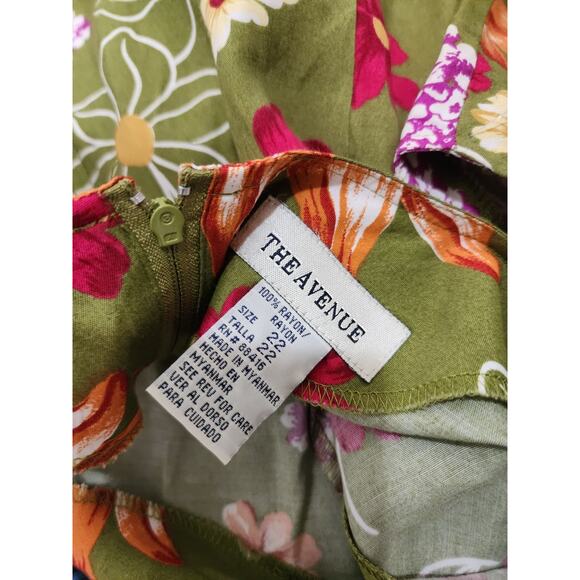 THE AVENUE
100% RAYON/
RAYON
SIZE 22
TALLA 22
RN# 88416
MADE IN MYANMAR
HECHO EN
MYANMAR
SEE REV FOR CARE
VER AL DORSO
PARA CUIDADO